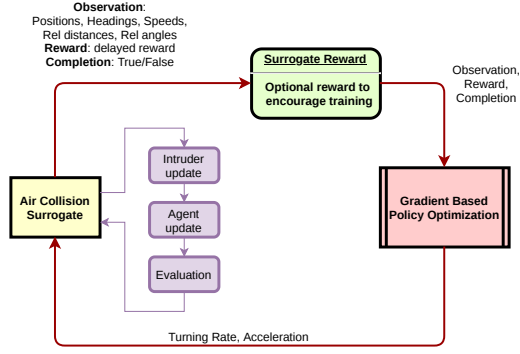 Observation:
Positions, Headings, Speeds,
Rel distances, Rel angles
Reward: delayed reward
Completion: True/False
Surrogate Reward
Optional reward to
encourage training
Observation,
Reward,
Completion
Intruder
update
Agent
update
Evaluation
Air Collision
Surrogate
Gradient Based
Policy Optimization
Turning Rate, Acceleration